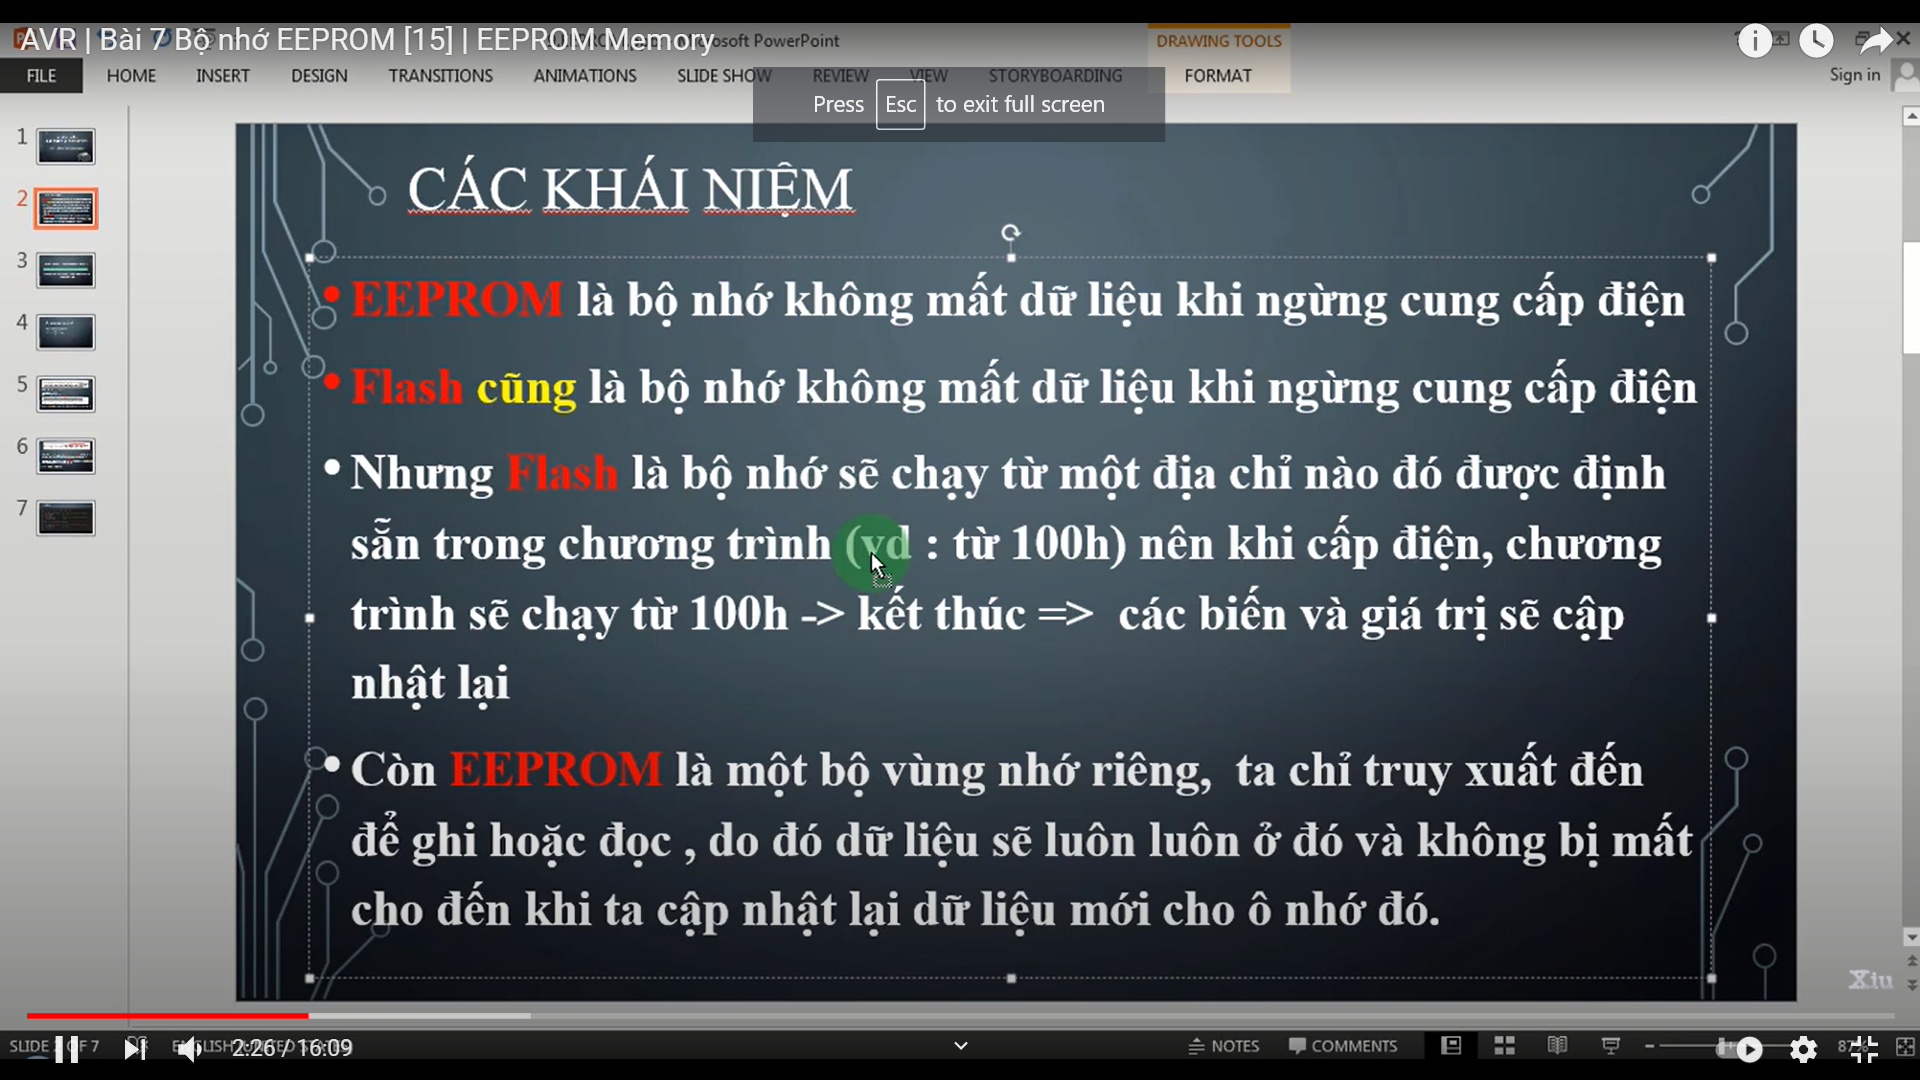 AVR | Bài 7 Bộ nhớ EEPROM [15] | EEPROM Memory
Microsoft PowerPoint
DRAWING TOOLS
FILE HOME INSERT DESIGN TRANSITIONS ANIMATIONS SLIDE SHOW REVIEW VIEW STORYBOARDING FORMAT
Sign in
Press Esc to exit full screen
1
2
3
4
5
6
7
CÁC KHÁI NIỆM
• EEPROM là bộ nhớ không mất dữ liệu khi ngừng cung cấp điện
• Flash cũng là bộ nhớ không mất dữ liệu khi ngừng cung cấp điện
• Nhưng Flash là bộ nhớ sẽ chạy từ một địa chỉ nào đó được định
sẵn trong chương trình (vd : từ 100h) nên khi cấp điện, chương
trình sẽ chạy từ 100h -> kết thúc => các biến và giá trị sẽ cập
nhật lại
• Còn EEPROM là một bộ vùng nhớ riêng, ta chỉ truy xuất đến
để ghi hoặc đọc , do đó dữ liệu sẽ luôn luôn ở đó và không bị mất
cho đến khi ta cập nhật lại dữ liệu mới cho ô nhớ đó.
Xiu
SLIDE OF 7
2:26 / 16:09
NOTES COMMENTS